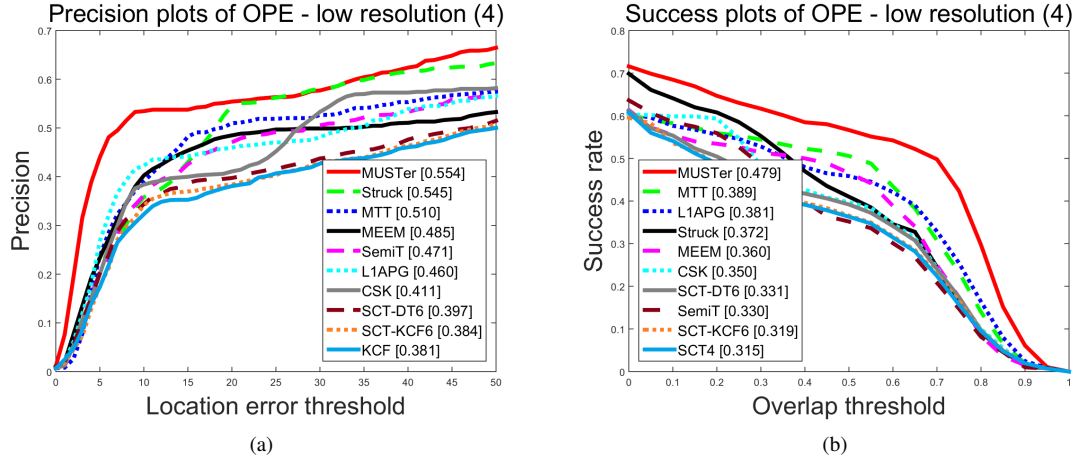 Precision plots of OPE - low resolution (4)
Precision
0.7
0.6
0.5
0.4
0.3
0.2
0.1
0
0 5 10 15 20 25 30 35 40 45 50
Location error threshold
MUSTer [0.554]
Struck [0.545]
MTT [0.510]
MEEM [0.485]
SemiT [0.471]
L1APG [0.460]
CSK [0.411]
SCT-DT6 [0.397]
SCT-KCF6 [0.384]
KCF [0.381]
(a)
Success plots of OPE - low resolution (4)
Success rate
0.8
0.7
0.6
0.5
0.4
0.3
0.2
0.1
0
0 0.1 0.2 0.3 0.4 0.5 0.6 0.7 0.8 0.9 1
Overlap threshold
MUSTer [0.479]
MTT [0.389]
L1APG [0.381]
Struck [0.372]
MEEM [0.360]
CSK [0.350]
SCT-DT6 [0.331]
SemiT [0.330]
SCT-KCF6 [0.319]
SCT4 [0.315]
(b)